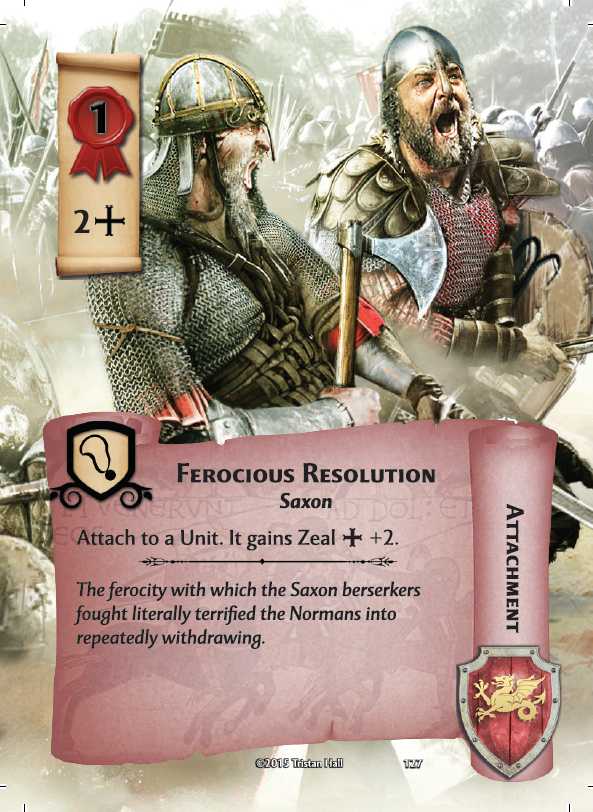 1
2
FEROCIOUS RESOLUTION
Saxon
Attach to a Unit. It gains Zeal +2.
The ferocity with which the Saxon berserkers
fought literally terrified the Normans into
repeatedly withdrawing.
ATTACHMENT
©2015 Tristan Hall
T27